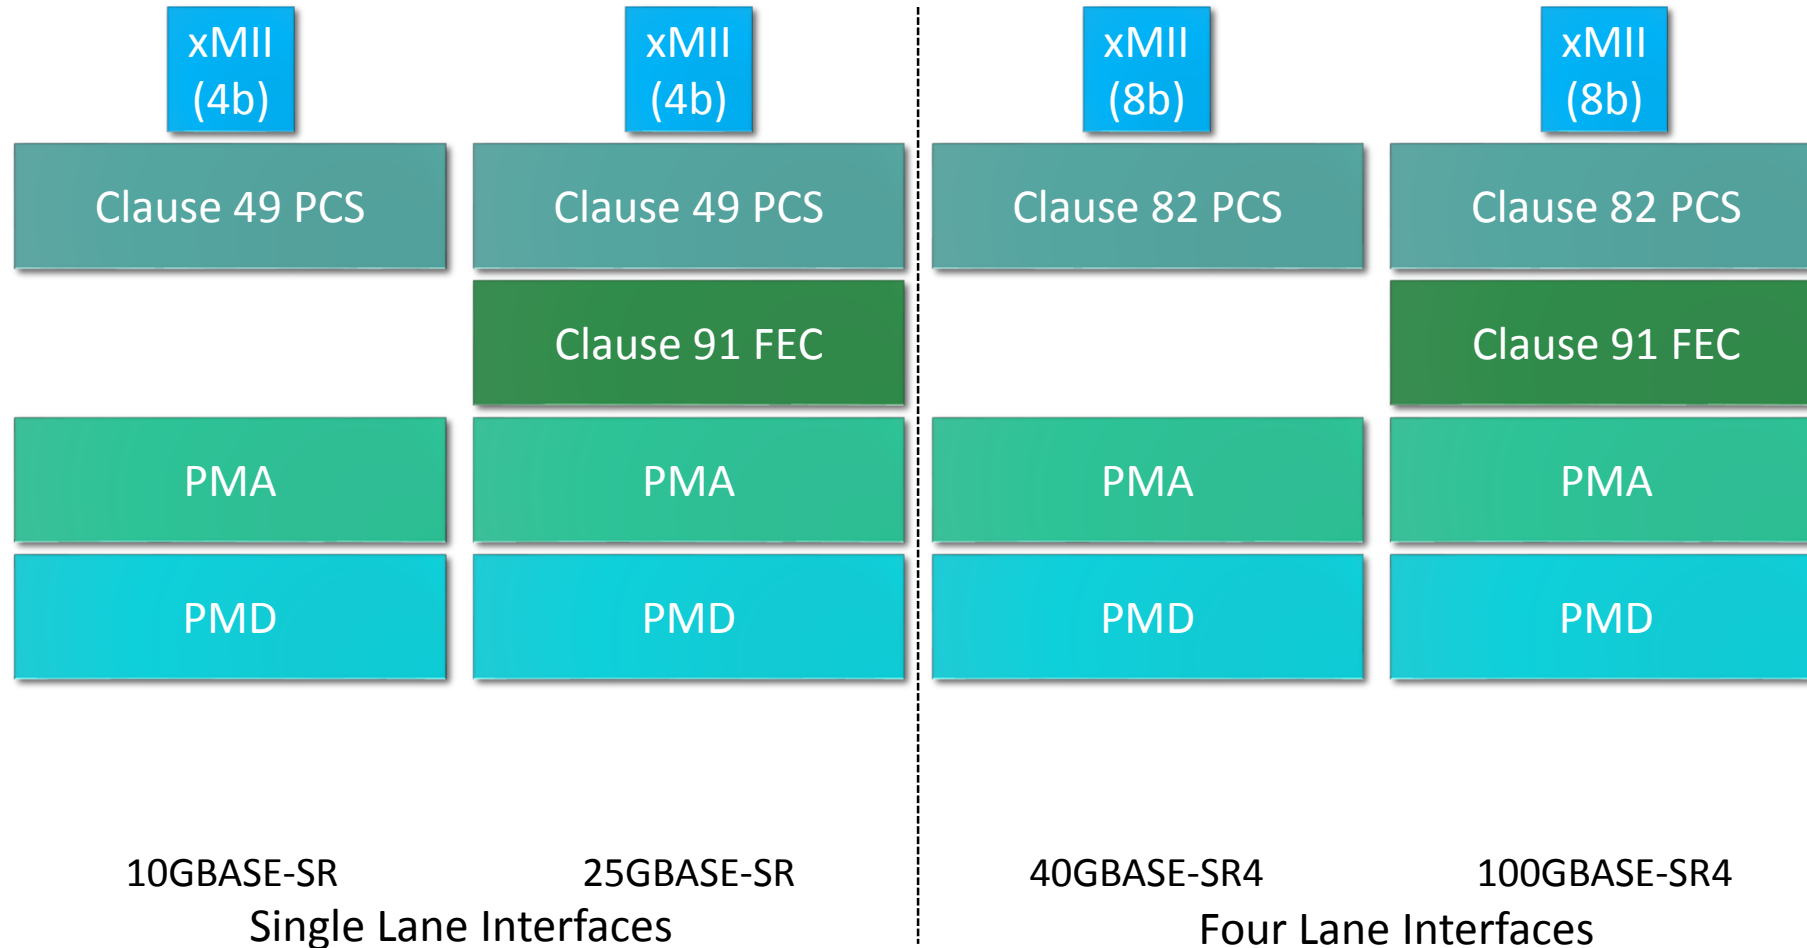 xMII
(4b)
xMII
(4b)
xMII
(8b)
xMII
(8b)
Clause 49 PCS
Clause 49 PCS
Clause 82 PCS
Clause 82 PCS
Clause 91 FEC
Clause 91 FEC
PMA
PMA
PMA
PMA
PMD
PMD
PMD
PMD
10GBASE-SR
25GBASE-SR
40GBASE-SR4
100GBASE-SR4
Single Lane Interfaces
Four Lane Interfaces